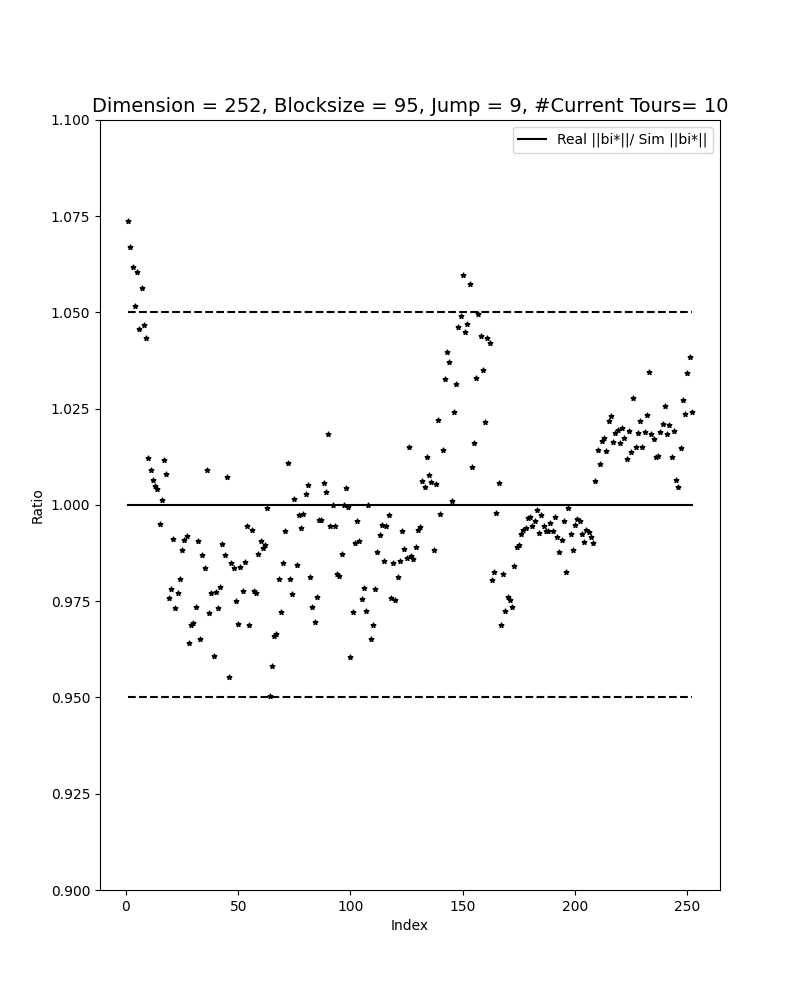 Dimension = 252, Blocksize = 95, Jump = 9, #Current Tours= 10
1.100
Real ||bi*||/ Sim ||bi*||
1.075
1.050
1.025
1.000
0.975
0.950
0.925
0.900
Ratio
0 50 100 150 200 250
Index